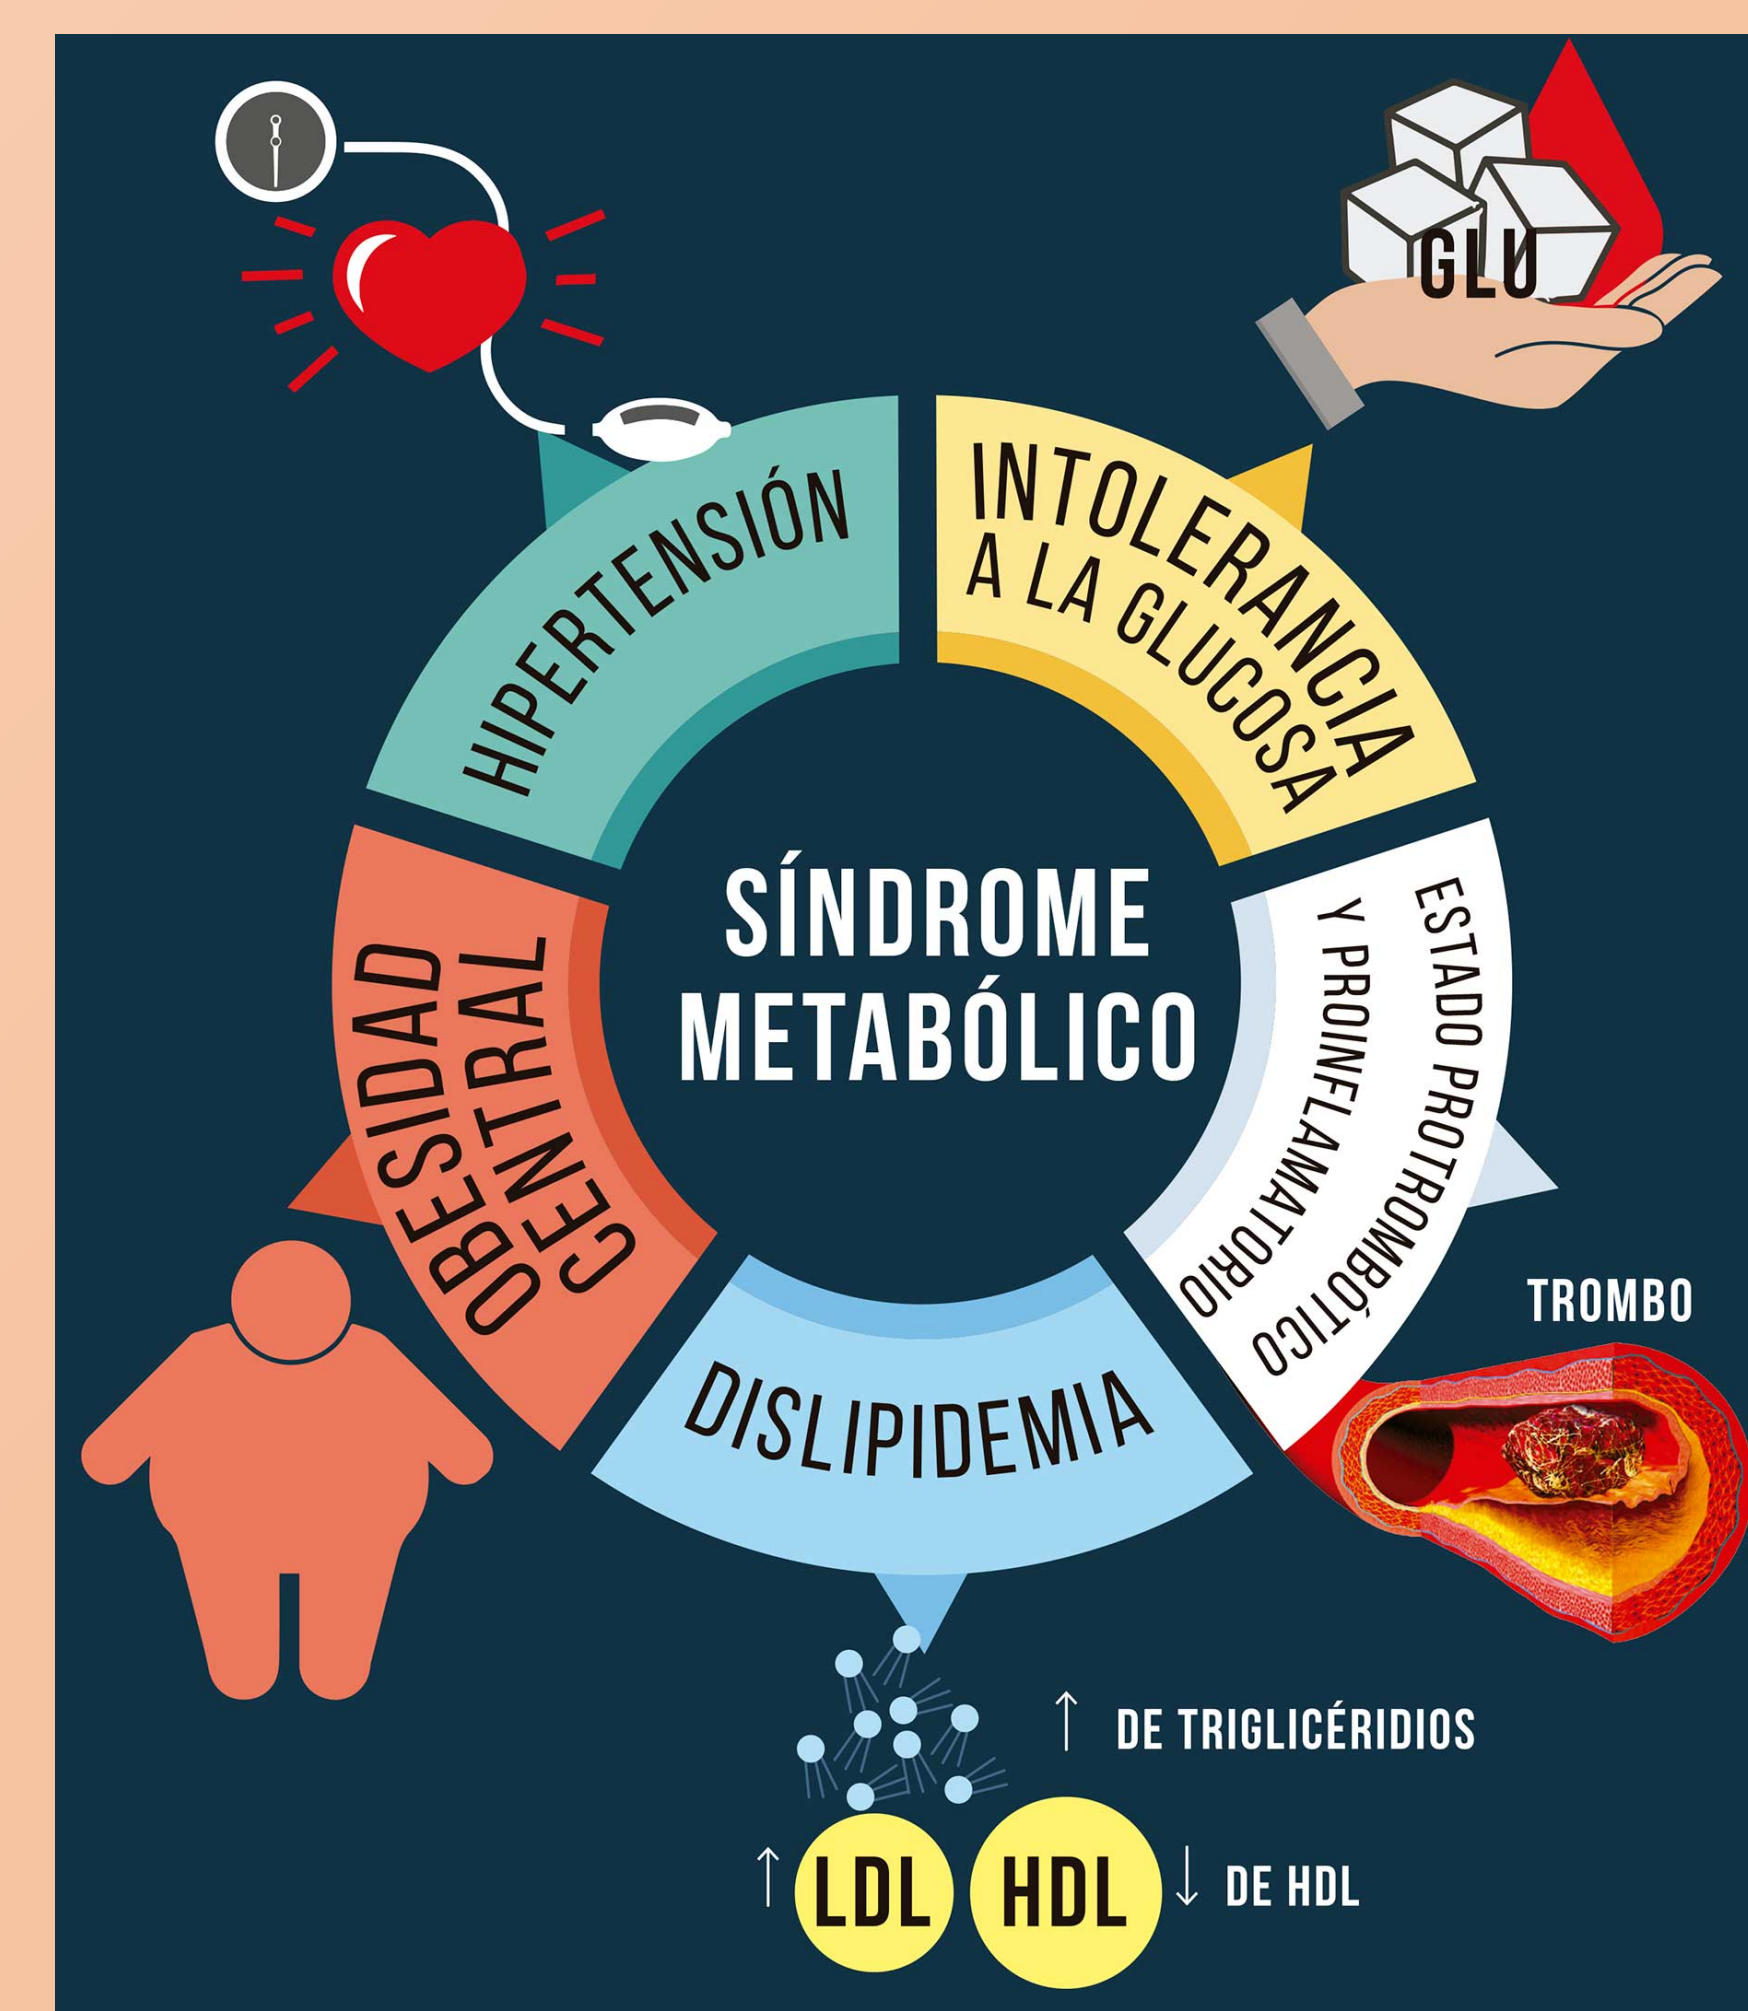 GLU
HIPERTENSIÓN
INTOLERANCIA
A LA GLUCOSA
SÍNDROME
METABÓLICO
OBESIDAD
CENTRAL
ESTADO PROTROMBÓTICO
Y PROINFLAMATORIO
TROMBO
DISLIPIDEMIA
↑ DE TRIGLICÉRIDIOS
↑ LDL HDL ↓ DE HDL